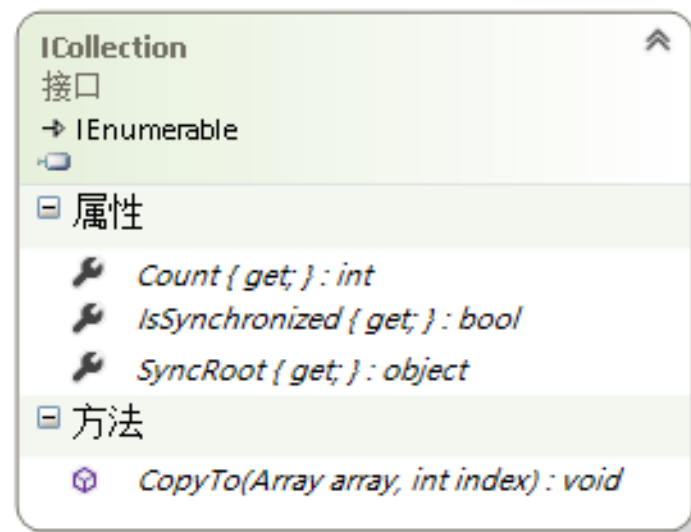 ICollection
接口
IEnumerable
属性
Count { get; } : int
IsSynchronized { get; } : bool
SyncRoot { get; } : object
方法
CopyTo(Array array, int index) : void